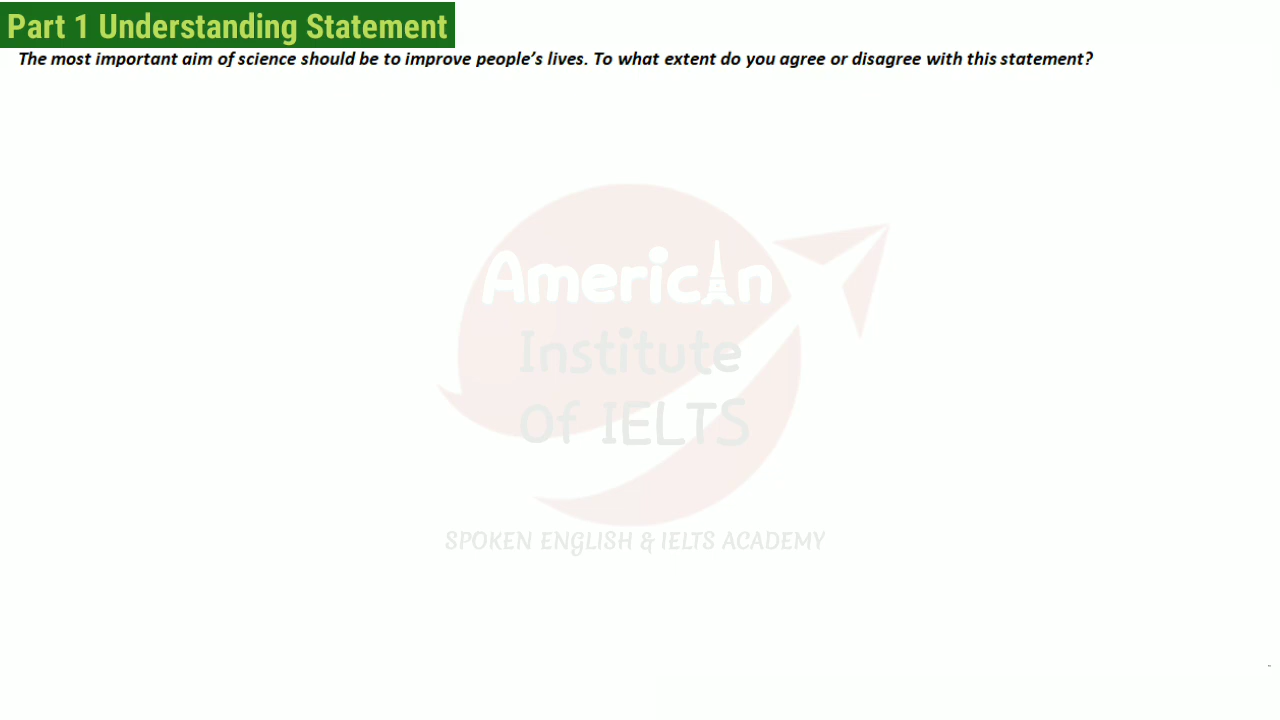 Part 1 Understanding Statement
The most important aim of science should be to improve people’s lives. To what extent do you agree or disagree with this statement?
American
Institute
Of IELTS
SPOKEN ENGLISH & IELTS ACADEMY